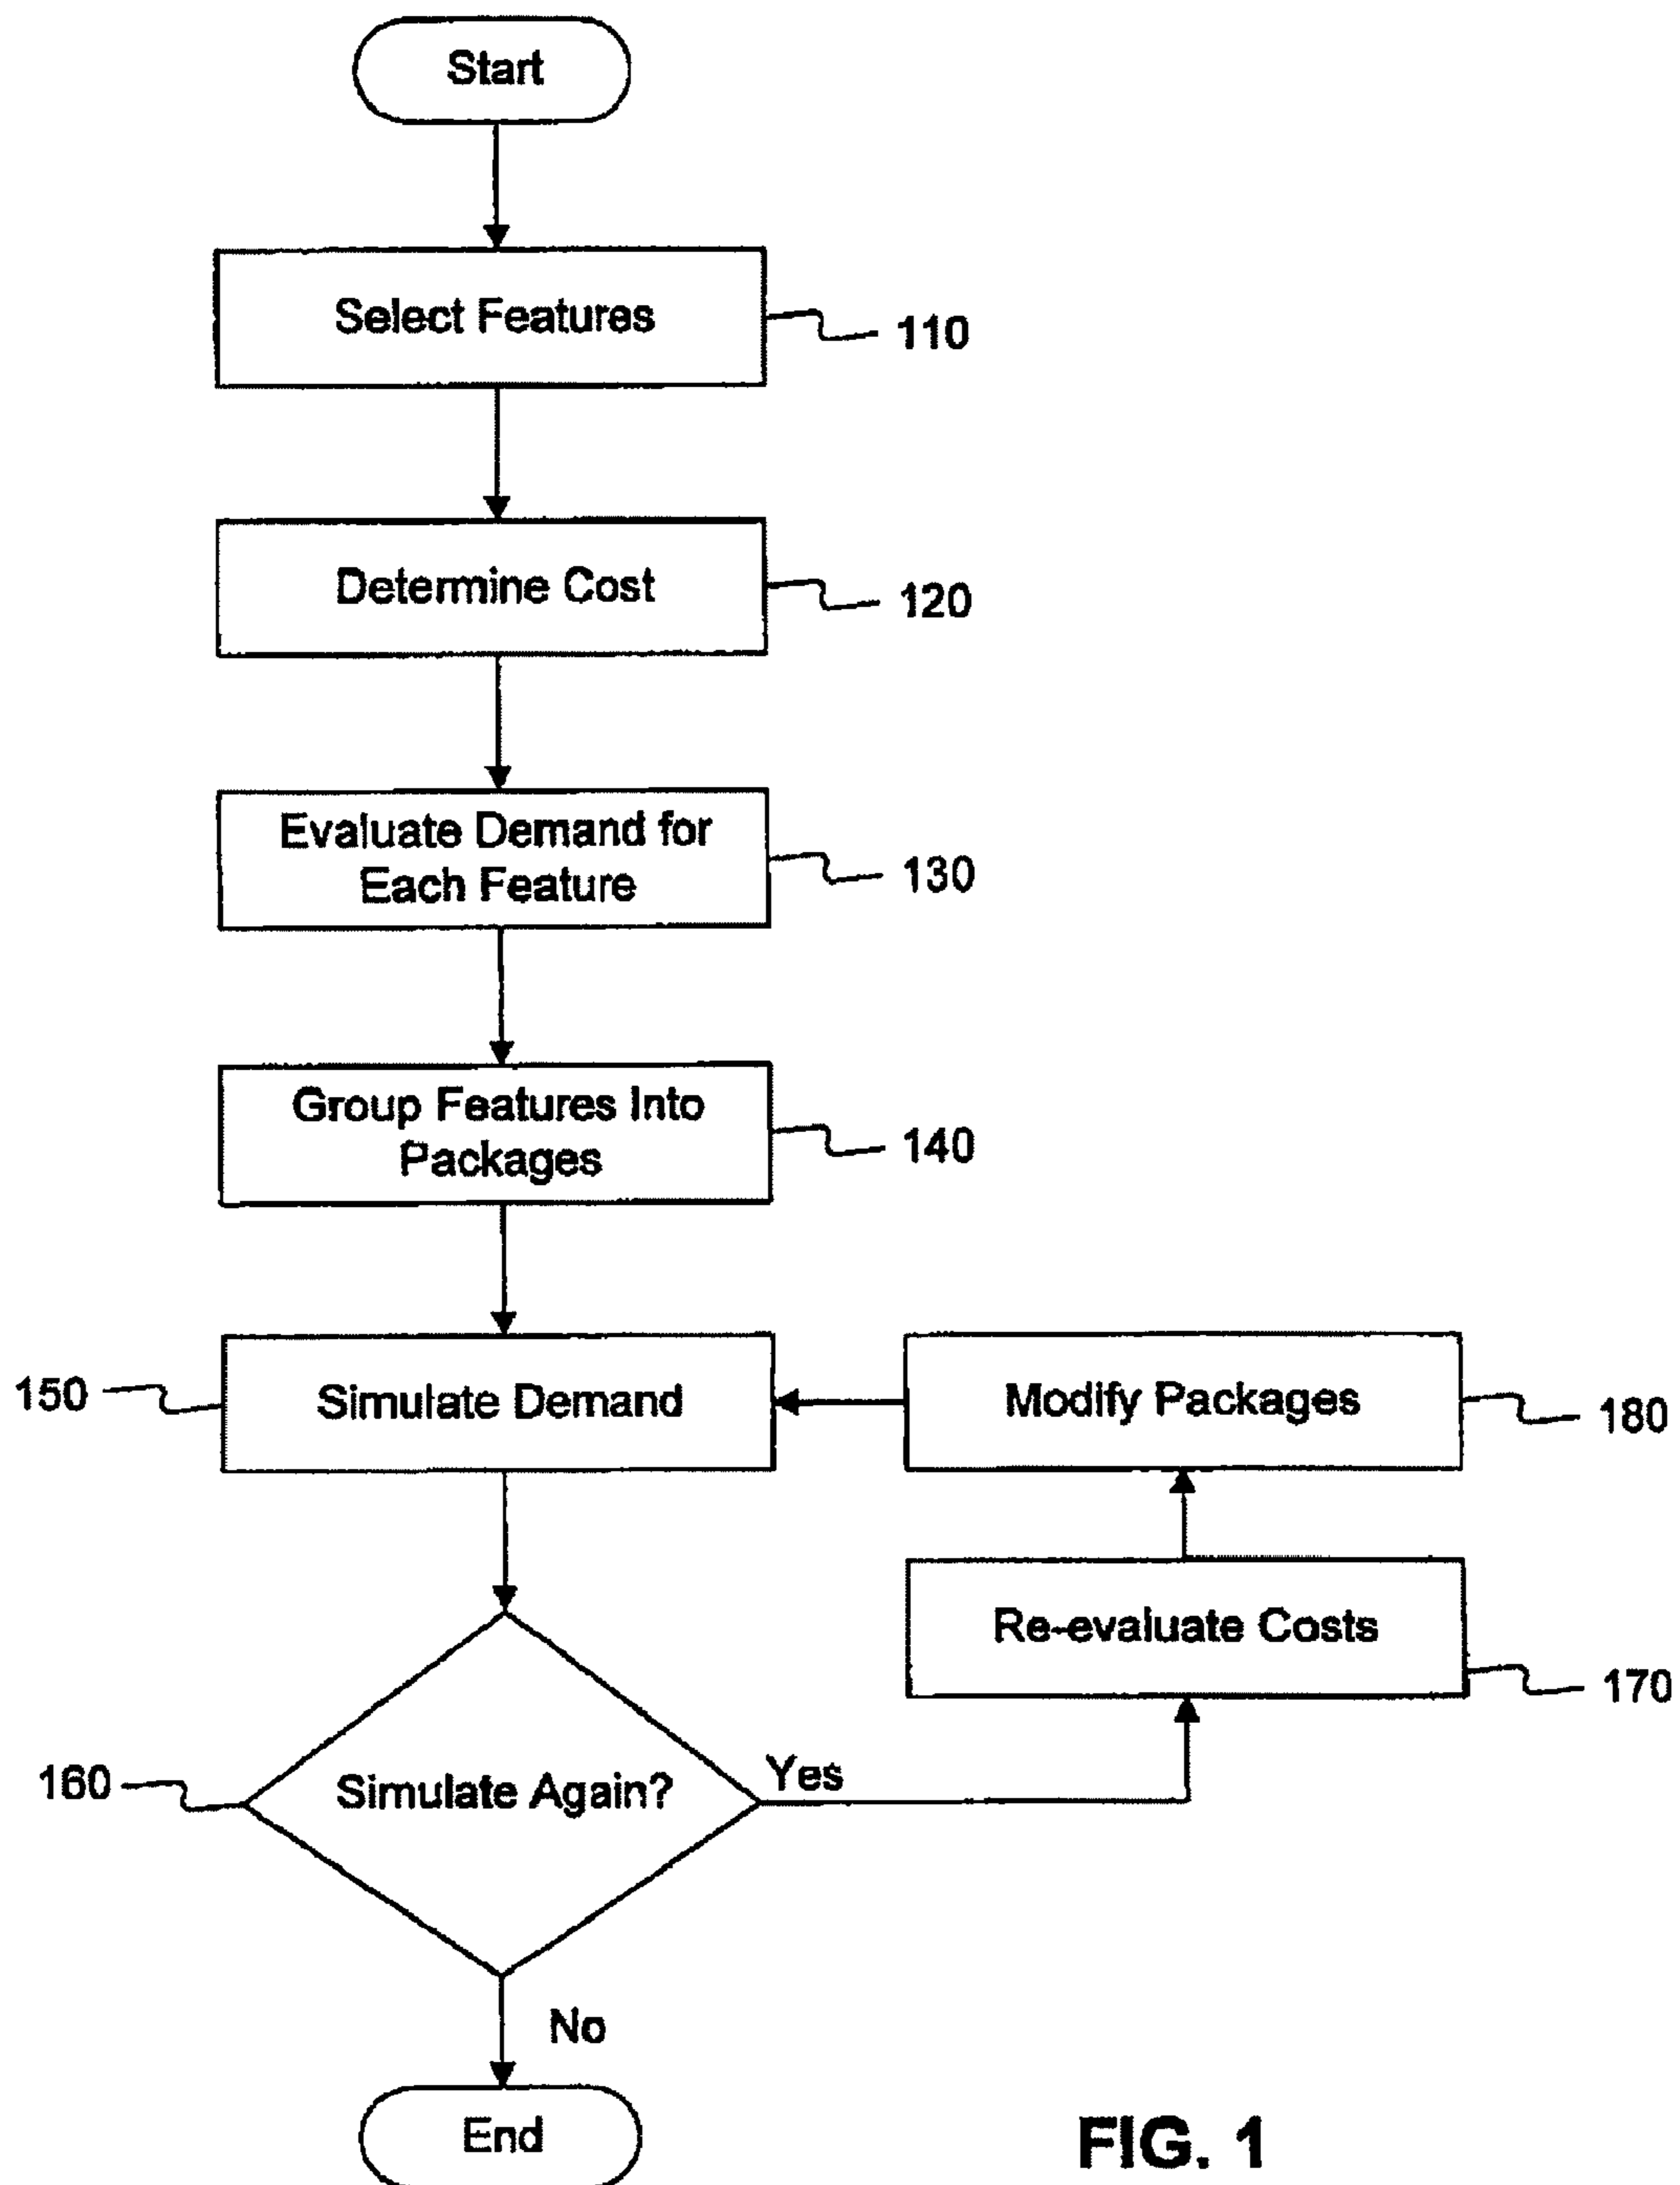 Start
Select Features
110
Determine Cost
120
Evaluate Demand for
Each Feature
130
Group Features Into
Packages
140
150
Simulate Demand
Modify Packages
180
Re-evaluate Costs
170
160
Simulate Again?
Yes
No
End
FIG. 1